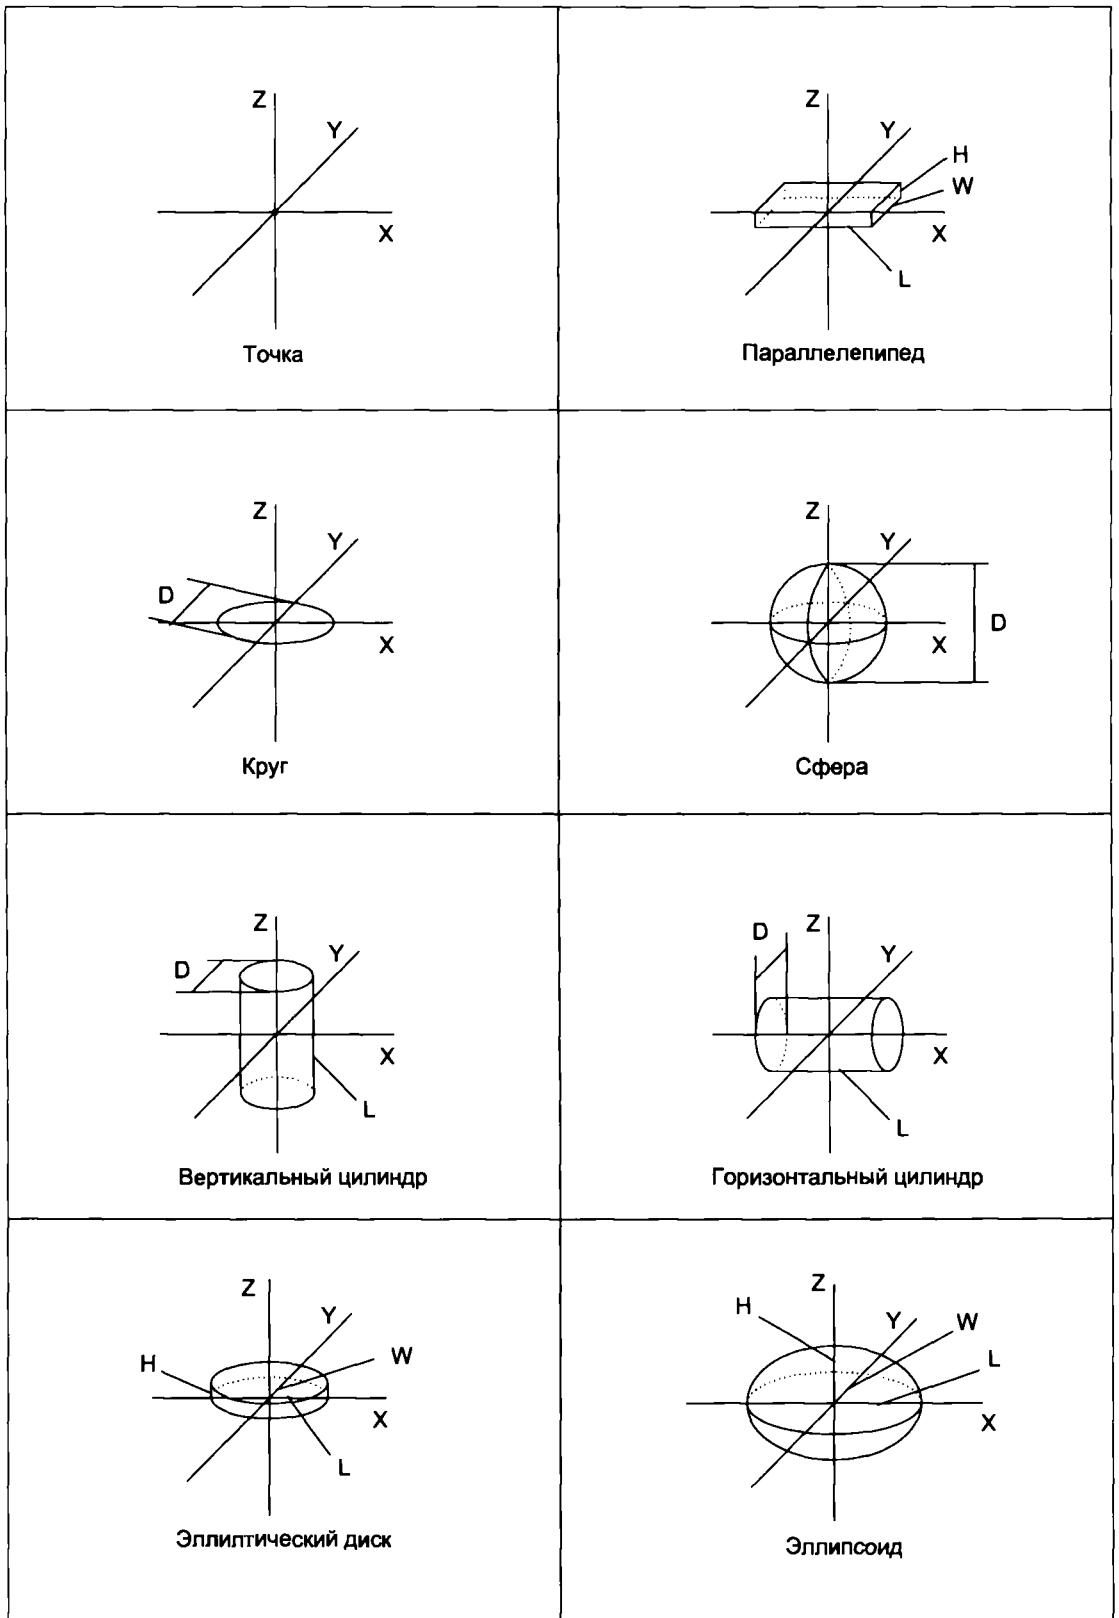 Z
Y
X
Точка
Z
Y
H
W
X
L
Параллелепипед
Z
Y
D
X
Круг
Z
Y
D
X
Сфера
Z
Y
D
X
L
Вертикальный цилиндр
Z
D
Y
X
L
Горизонтальный цилиндр
Z
Y
H
W
X
L
Эллиптический диск
Z
H
Y
W
L
X
Эллипсоид